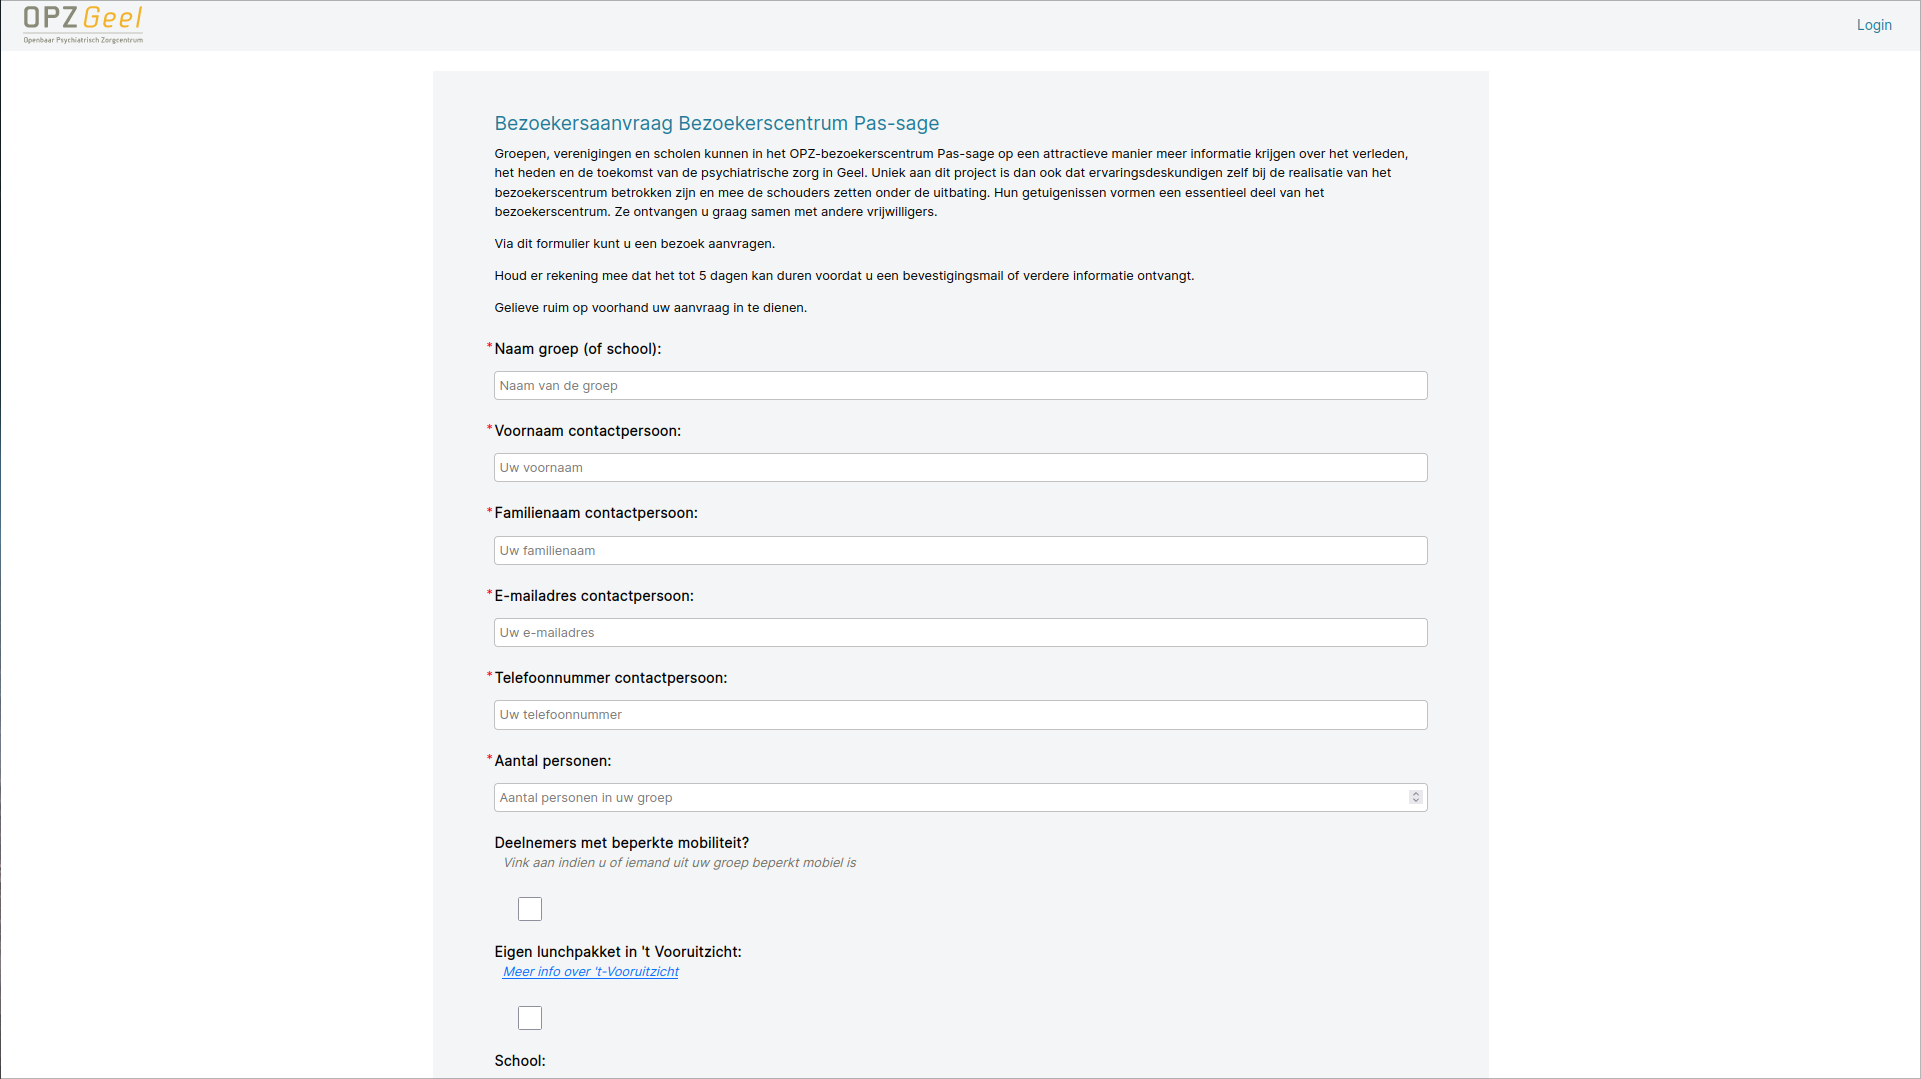 OPZ Geel
Openbaar Psychiatrisch Zorgcentrum
Login
Bezoekersaanvraag Bezoekerscentrum Pas-sage
Groepen, verenigingen en scholen kunnen in het OPZ-bezoekerscentrum Pas-sage op een attractieve manier meer informatie krijgen over het verleden,
het heden en de toekomst van de psychiatrische zorg in Geel. Uniek aan dit project is dan ook dat ervaringsdeskundigen zelf bij de realisatie van het
bezoekerscentrum betrokken zijn en mee de schouders zetten onder de uitbating. Hun getuigenissen vormen een essentieel deel van het
bezoekerscentrum. Ze ontvangen u graag samen met andere vrijwilligers.
Via dit formulier kunt u een bezoek aanvragen.
Houd er rekening mee dat het tot 5 dagen kan duren voordat u een bevestigingsmail of verdere informatie ontvangt.
Gelieve ruim op voorhand uw aanvraag in te dienen.
*Naam groep (of school):
Naam van de groep
*Voornaam contactpersoon:
Uw voornaam
*Familienaam contactpersoon:
Uw familienaam
*E-mailadres contactpersoon:
Uw e-mailadres
*Telefoonnummer contactpersoon:
Uw telefoonnummer
*Aantal personen:
Aantal personen in uw groep
Deelnemers met beperkte mobiliteit?
Vink aan indien u of iemand uit uw groep beperkt mobiel is
Eigen lunchpakket in 't Vooruitzicht:
Meer info over 't-Vooruitzicht
School: